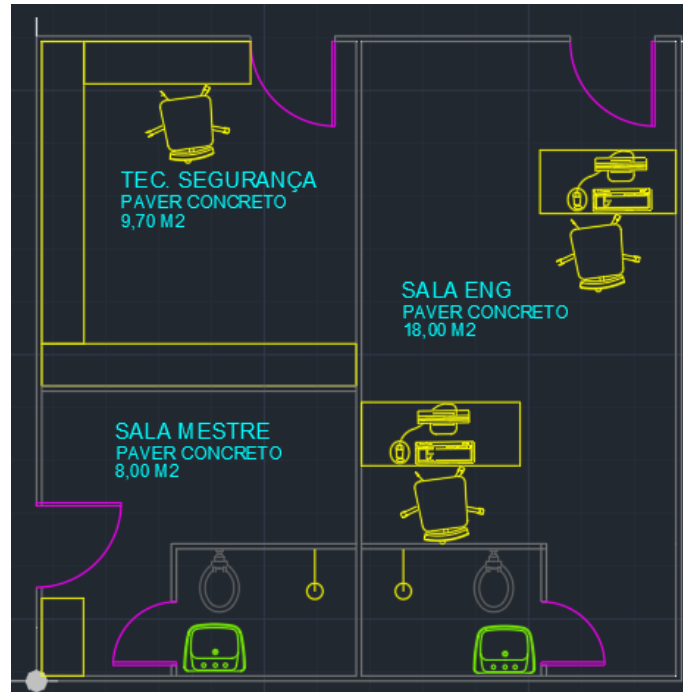 TEC. SEGURANÇA
PAVER CONCRETO
9,70 M2
SALA ENG
PAVER CONCRETO
18,00 M2
SALA MESTRE
PAVER CONCRETO
8,00 M2